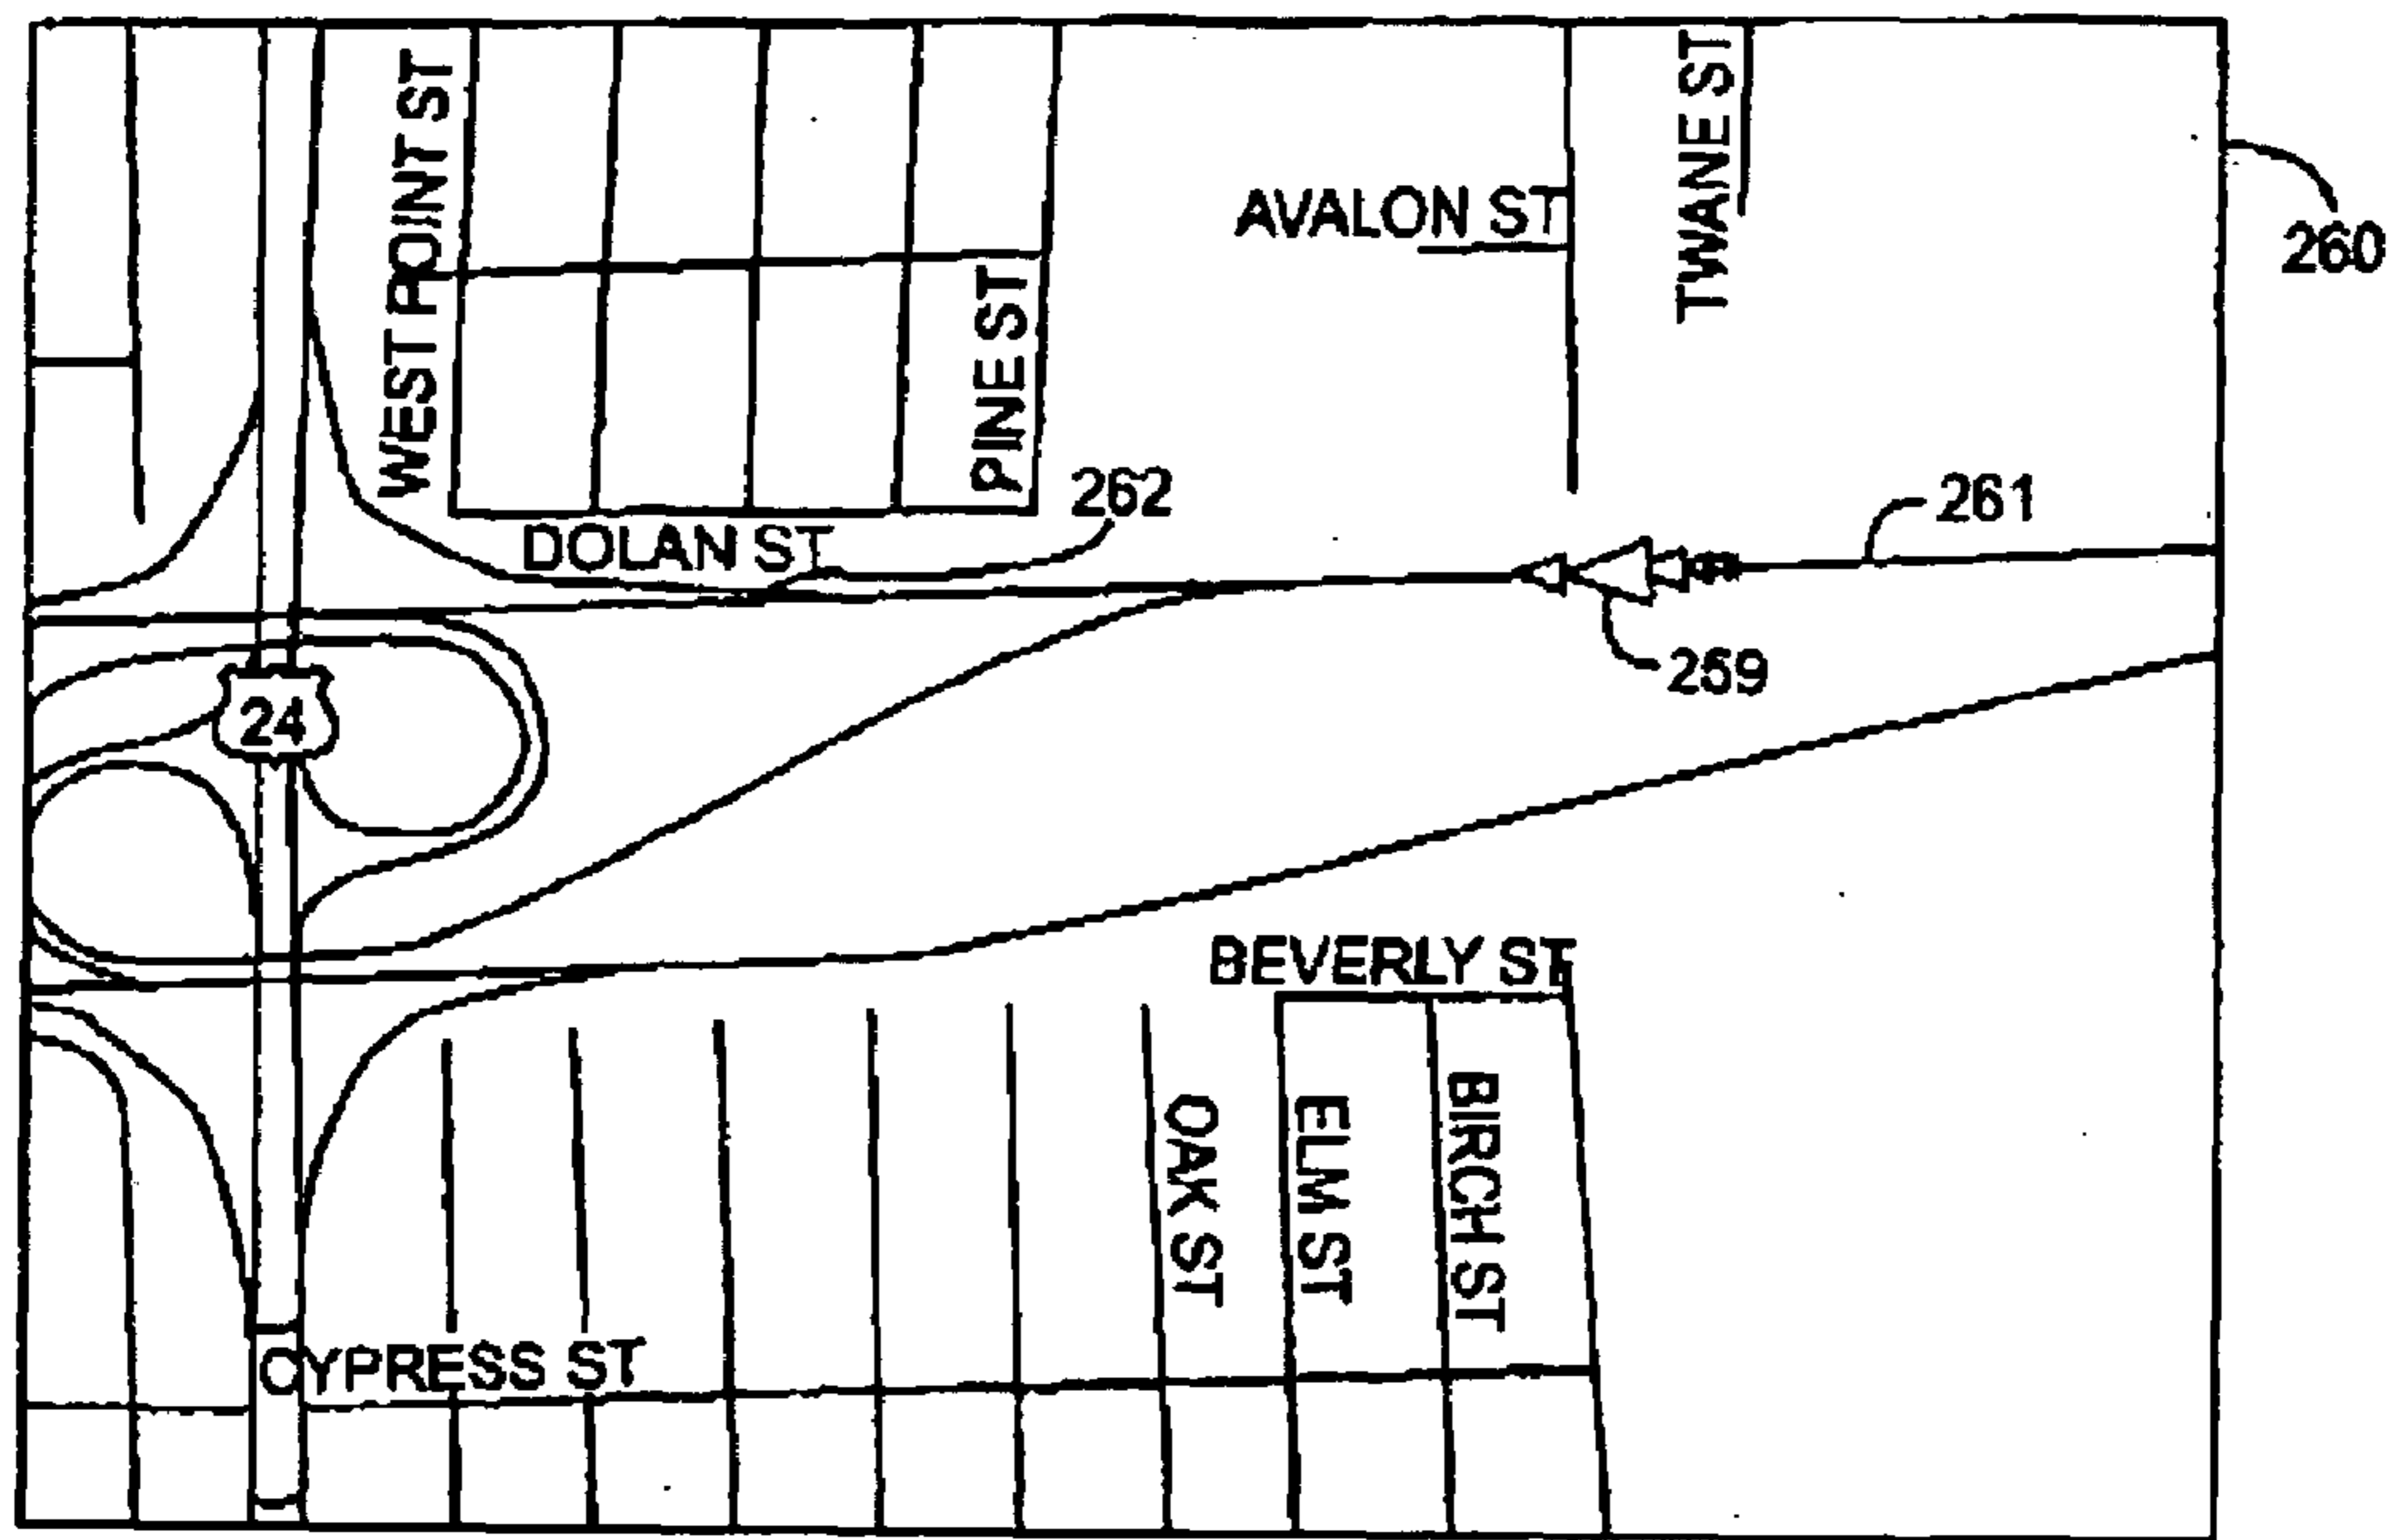 WEST POINT ST
TWANE ST
AVALON ST
260
PINE ST
262
261
DOLAN ST
259
24
BEVERLY ST
OAK ST
ELM ST
BIRCH ST
CYPRESS ST